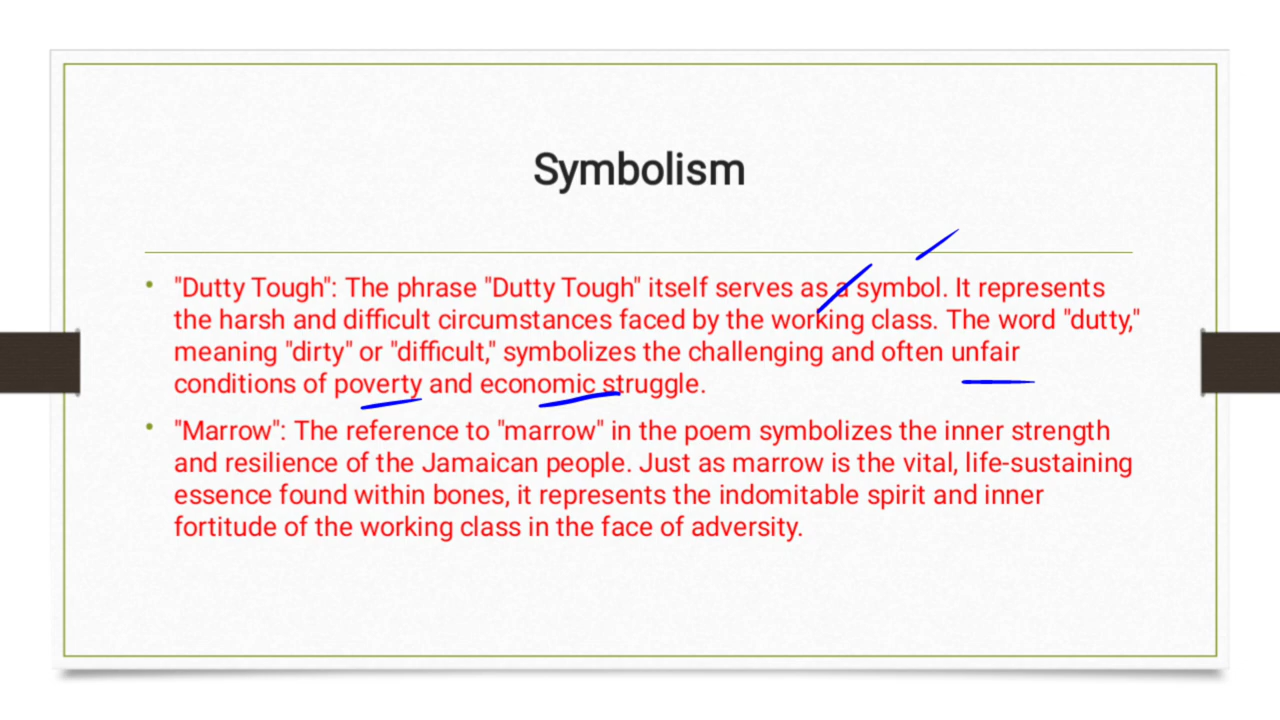 Symbolism
• "Dutty Tough": The phrase "Dutty Tough" itself serves as a symbol. It represents
the harsh and difficult circumstances faced by the working class. The word "dutty,"
meaning "dirty" or "difficult," symbolizes the challenging and often unfair
conditions of poverty and economic struggle.
• "Marrow": The reference to "marrow" in the poem symbolizes the inner strength
and resilience of the Jamaican people. Just as marrow is the vital, life-sustaining
essence found within bones, it represents the indomitable spirit and inner
fortitude of the working class in the face of adversity.